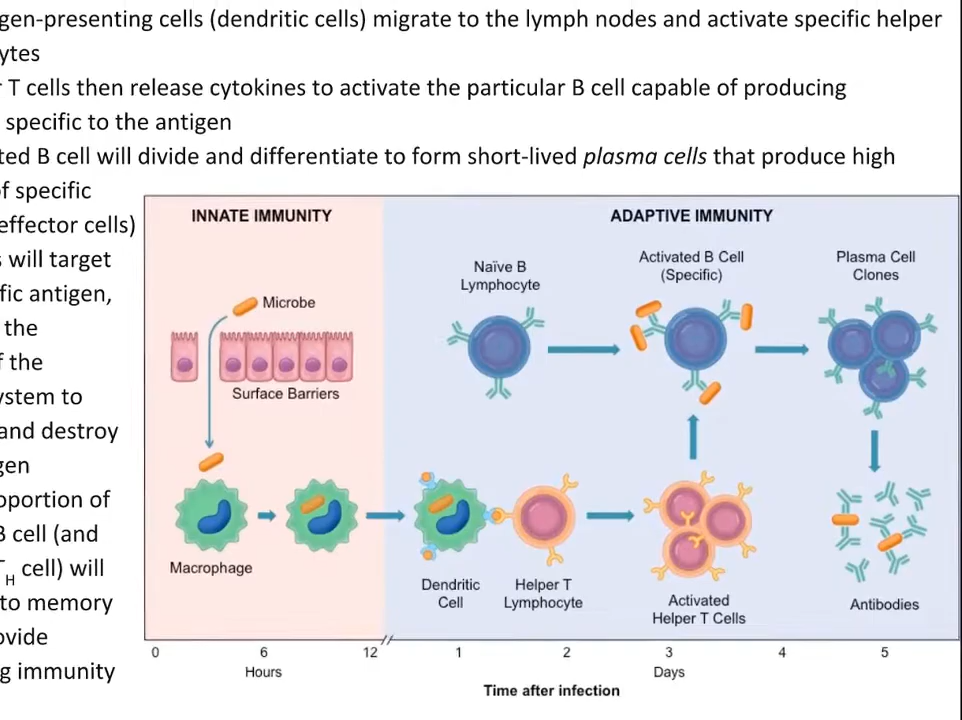 gen-presenting cells (dendritic cells) migrate to the lymph nodes and activate specific helper
ytes
T cells then release cytokines to activate the particular B cell capable of producing
specific to the antigen
ted B cell will divide and differentiate to form short-lived plasma cells that produce high
of specific
effector cells)
s will target
fic antigen,
the
f the
ystem to
and destroy
gen
oportion of
B cell (and
TH cell) will
to memory
ovide
g immunity
INNATE IMMUNITY
Microbe
Surface Barriers
Macrophage
ADAPTIVE IMMUNITY
Naïve B
Lymphocyte
Activated B Cell
(Specific)
Plasma Cell
Clones
Dendritic
Cell
Helper T
Lymphocyte
Activated
Helper T Cells
Antibodies
0 6 12 1 2 3 4 5
Hours Days
Time after infection